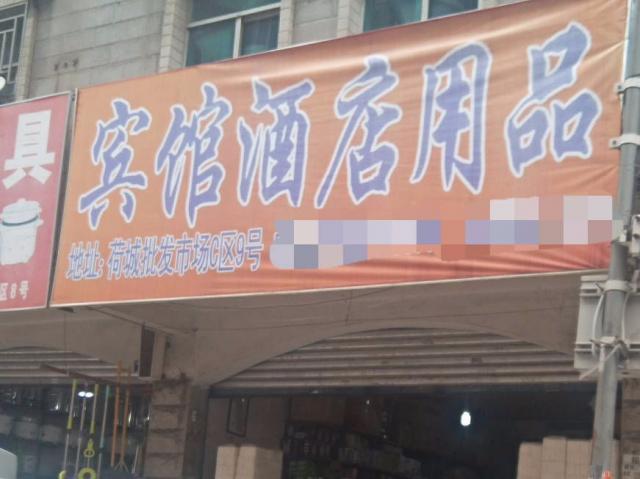 宾馆酒店用品
地址:荷城批发市场C区9号
具
区8号